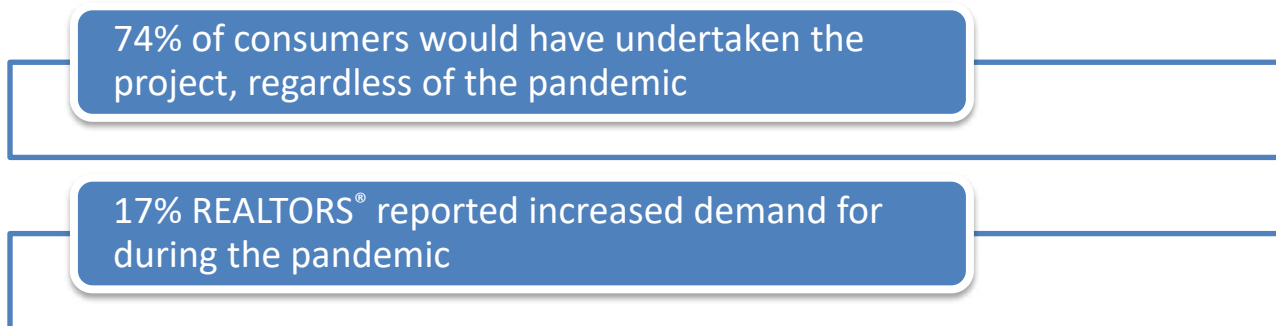 74% of consumers would have undertaken the
project, regardless of the pandemic
17% REALTORS® reported increased demand for
during the pandemic